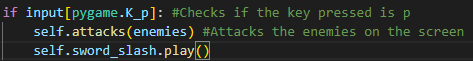 if input[pygame.K_p]: #Checks if the key pressed is p
    self.attacks(enemies) #Attacks the enemies on the screen
    self.sword_slash.play()